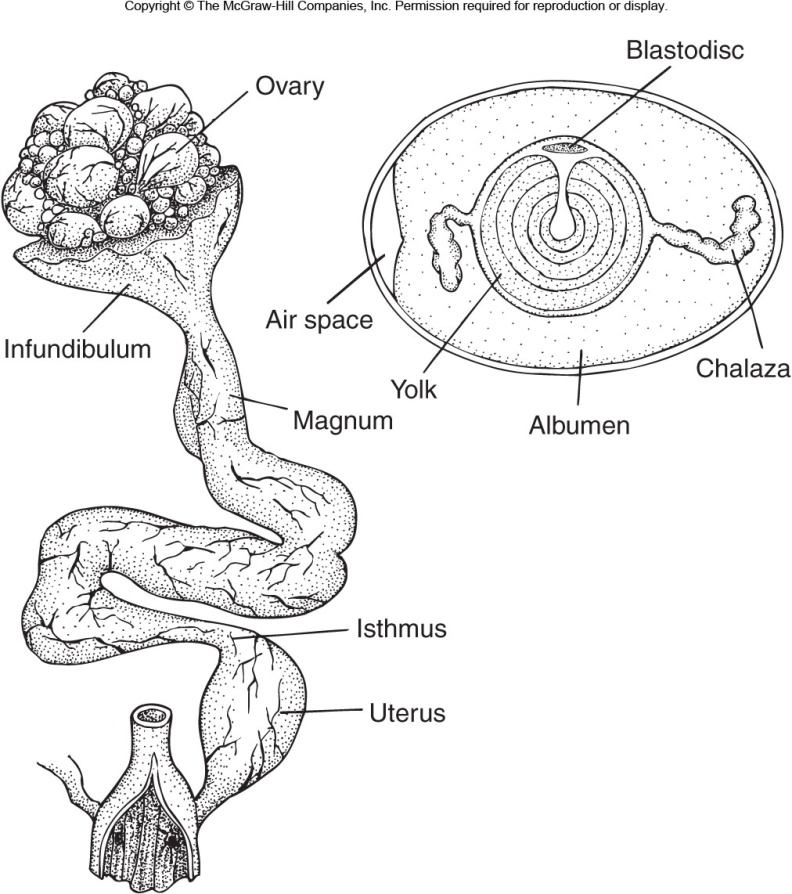 Copyright © The McGraw-Hill Companies, Inc. Permission required for reproduction or display.
Blastodisc
Ovary
Air space
Infundibulum
Chalaza
Yolk
Magnum
Albumen
Isthmus
Uterus